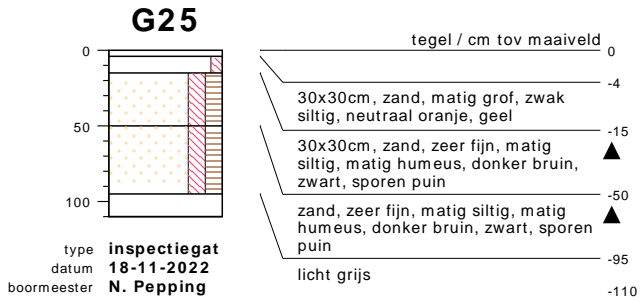 G25
tegel / cm tov maaiveld
0
0
-4
30x30cm, zand, matig grof, zwak
siltig, neutraal oranje, geel
-15
30x30cm, zand, zeer fijn, matig
siltig, matig humeus, donker bruin,
zwart, sporen puin
50
-50
zand, zeer fijn, matig siltig, matig
humeus, donker bruin, zwart, sporen
puin
100
-95
licht grijs
-110
type inspectiegat
datum 18-11-2022
boormeester N. Pepping